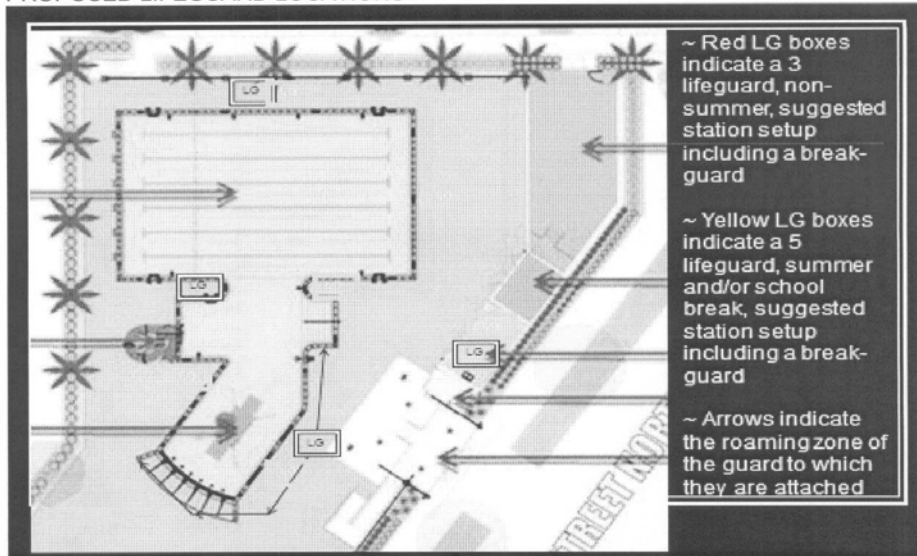 ~ Red LG boxes
indicate a 3
lifeguard, non-
summer, suggested
station setup
including a break-
guard
~ Yellow LG boxes
indicate a 5
lifeguard, summer
and/or school
break, suggested
station setup
including a break-
guard
~ Arrows indicate
the roaming zone of
the guard to which
they are attached
LG
LG
LG
LG
STREET NORT